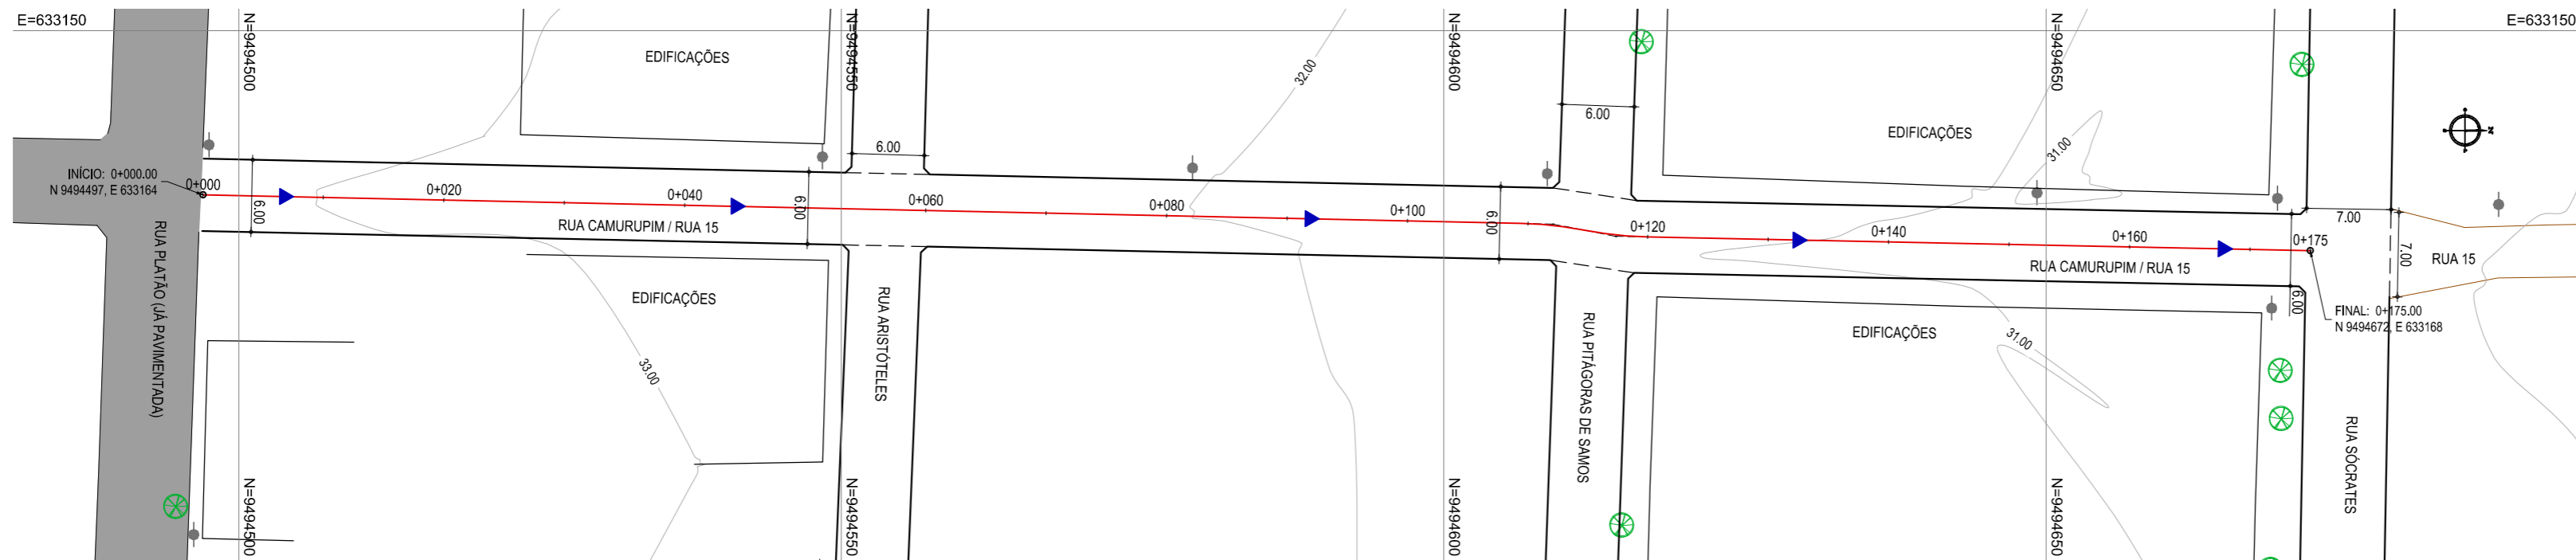 E=633150
E=633150
N=9494500
N=9494550
N=9494600
N=9494650
EDIFICAÇÕES
32.00
6.00
EDIFICAÇÕES
31.00
6.00
INÍCIO: 0+000.00
N 9494497, E 633164
0+000
0+020
0+040
0+060
0+080
0+100
0+120
0+140
0+160
0+175
6.00
6.00
6.00
6.00
7.00
7.00
RUA CAMURUPIM / RUA 15
RUA CAMURUPIM / RUA 15
RUA 15
RUA PLATÃO (JÁ PAVIMENTADA)
EDIFICAÇÕES
33.00
RUA ARISTÓTELES
RUA PITÁGORAS DE SAMOS
EDIFICAÇÕES
31.00
FINAL: 0+175.00
N 9494672, E 633168
RUA SÓCRATES
N=9494500
N=9494550
N=9494600
N=9494650